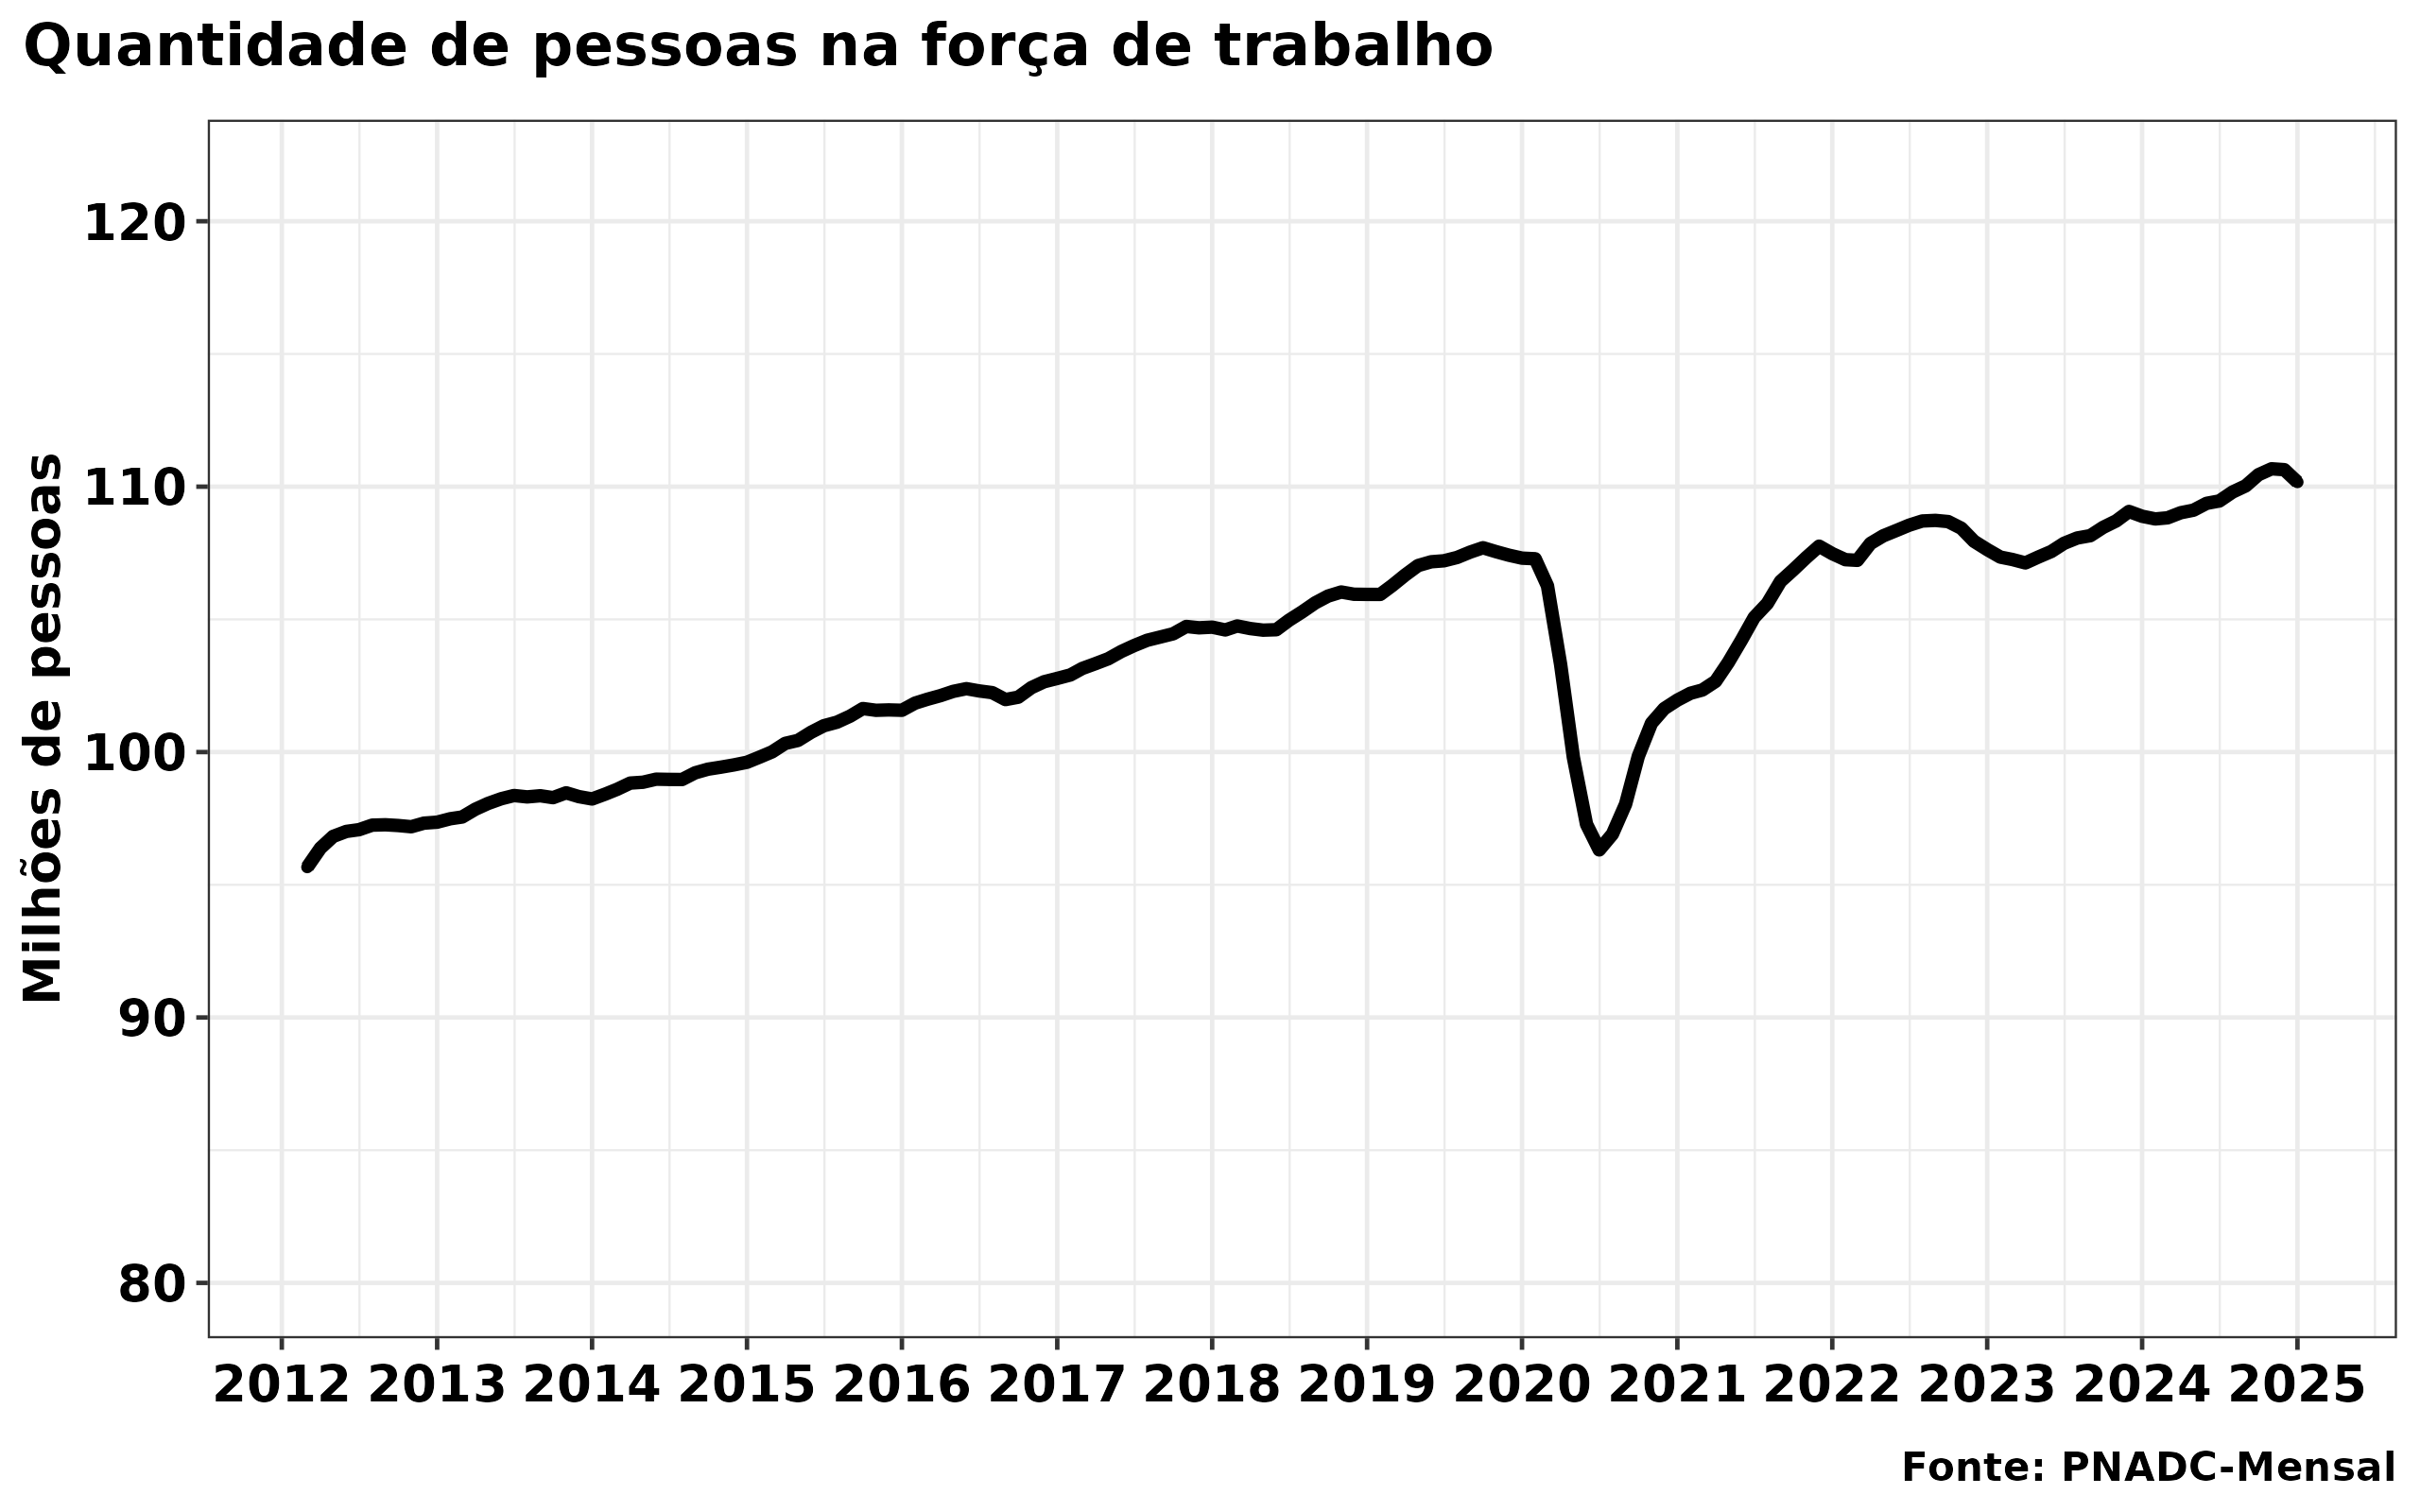 Quantidade de pessoas na força de trabalho
Milhões de pessoas
120
110
100
90
80
2012 2013 2014 2015 2016 2017 2018 2019 2020 2021 2022 2023 2024 2025
Fonte: PNADC-Mensal